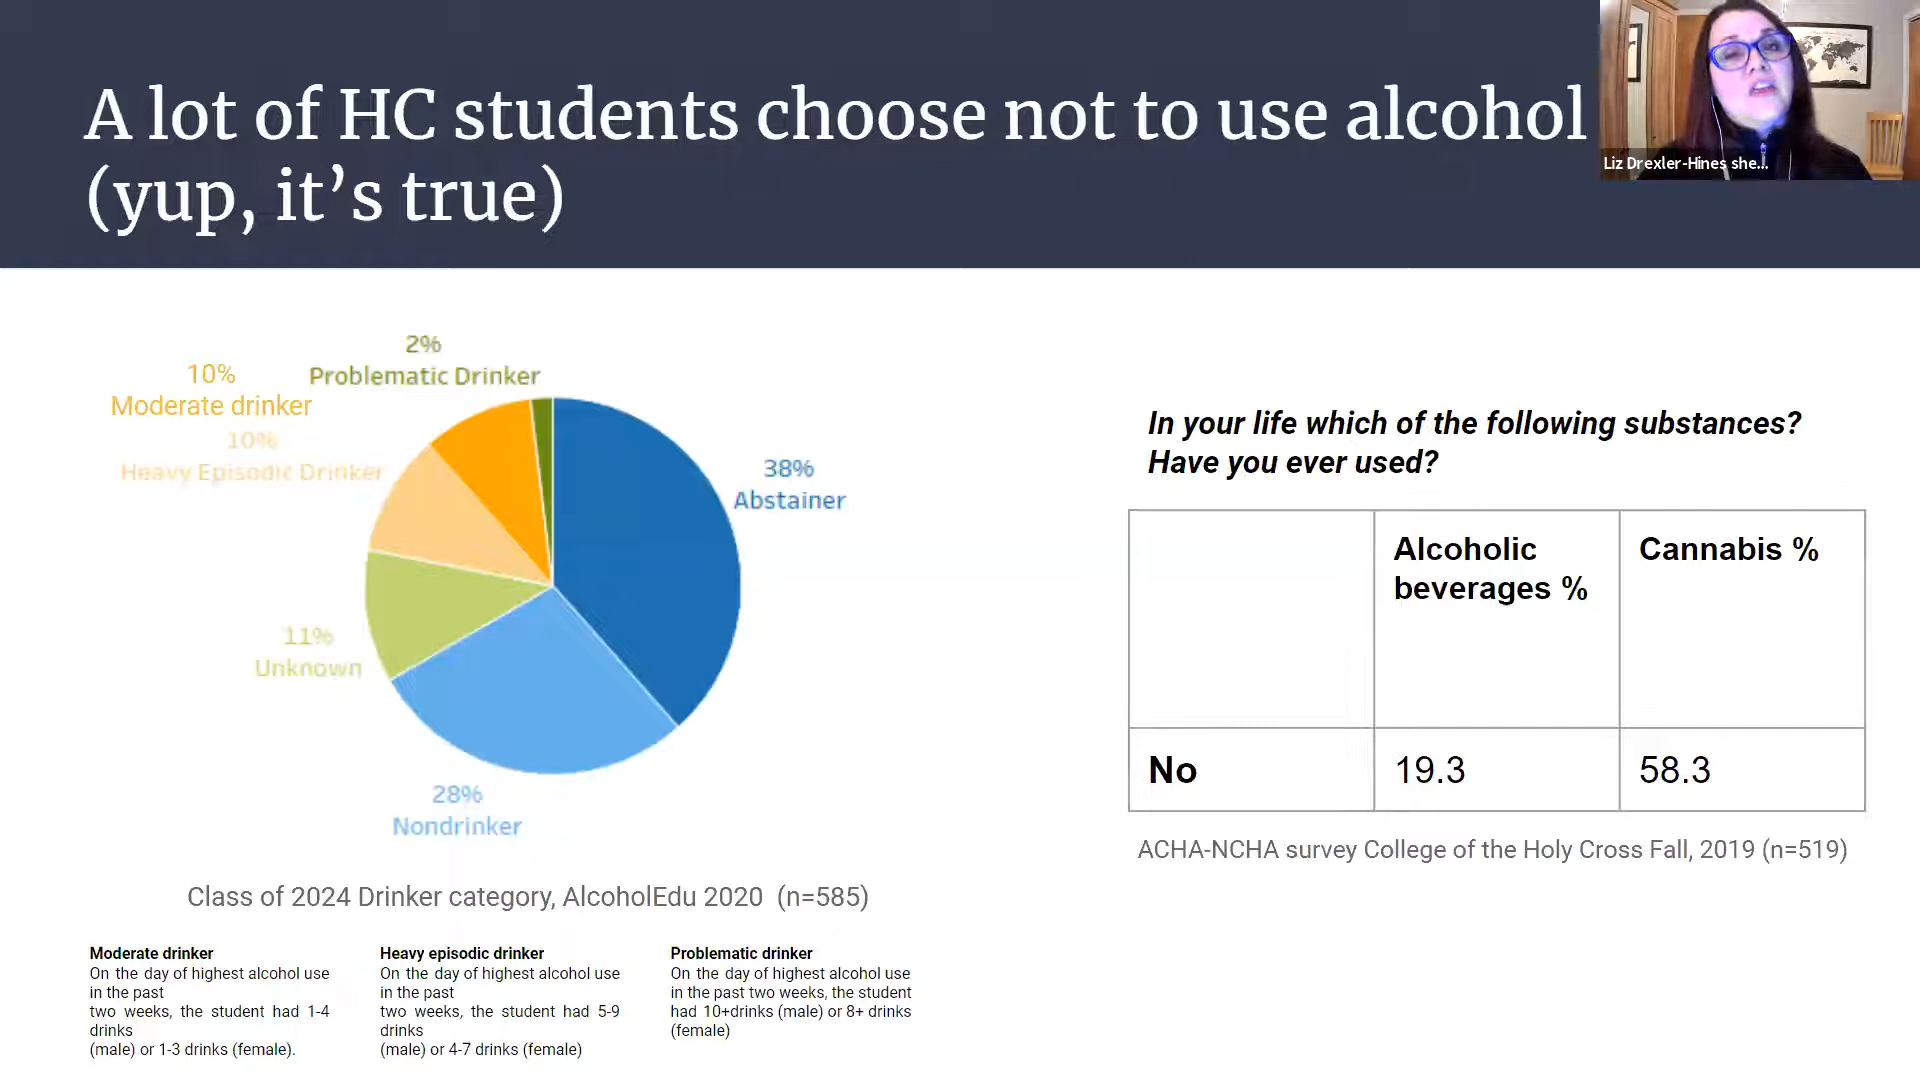 A lot of HC students choose not to use alcohol
(yup, it's true)
Liz Drexler-Hines she...
2%
Problematic Drinker
10%
Moderate drinker
10%
Heavy Episodic Drinker
38%
Abstainer
11%
Unknown
28%
Nondrinker
Class of 2024 Drinker category, AlcoholEdu 2020 (n=585)
Moderate drinker
On the day of highest alcohol use
in the past
two weeks, the student had 1-4
drinks
(male) or 1-3 drinks (female).
Heavy episodic drinker
On the day of highest alcohol use
in the past
two weeks, the student had 5-9
drinks
(male) or 4-7 drinks (female)
Problematic drinker
On the day of highest alcohol use
in the past two weeks, the student
had 10+drinks (male) or 8+ drinks
(female)
In your life which of the following substances?
Have you ever used?
Alcoholic
beverages %
Cannabis %
No
19.3
58.3
ACHA-NCHA survey College of the Holy Cross Fall, 2019 (n=519)